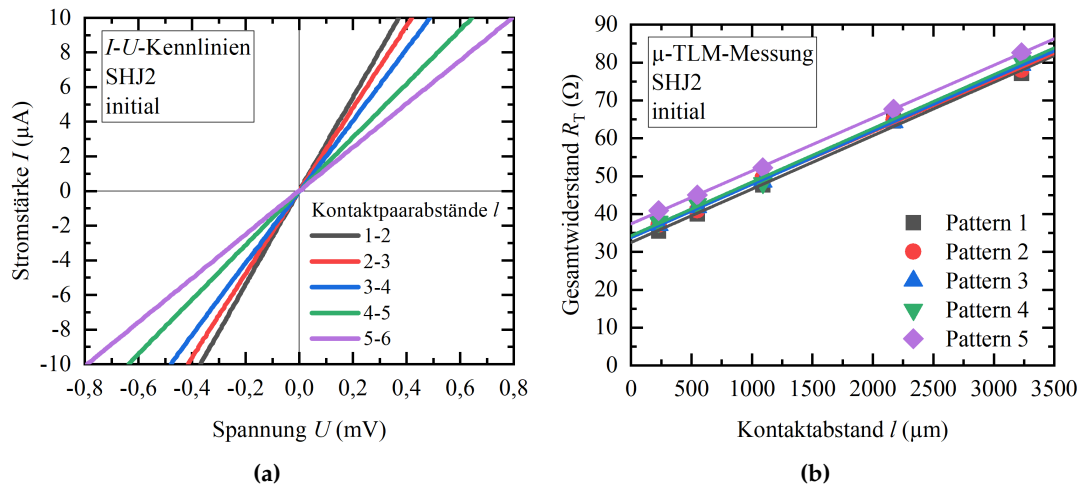 (a)
I-U-Kennlinien
SHJ2
initial
10
8
6
4
2
0
-2
-4
-6
-8
-10
Stromstärke I (µA)
Kontaktpaarabstände l
1-2
2-3
3-4
4-5
5-6
-0,8 -0,6 -0,4 -0,2 0,0 0,2 0,4 0,6 0,8
Spannung U (mV)
(a)
(b)
µ-TLM-Messung
SHJ2
initial
90
80
70
60
50
40
30
20
10
0
Gesamtwiderstand R_T (Ω)
Pattern 1
Pattern 2
Pattern 3
Pattern 4
Pattern 5
0 500 1000 1500 2000 2500 3000 3500
Kontaktabstand l (µm)
(b)